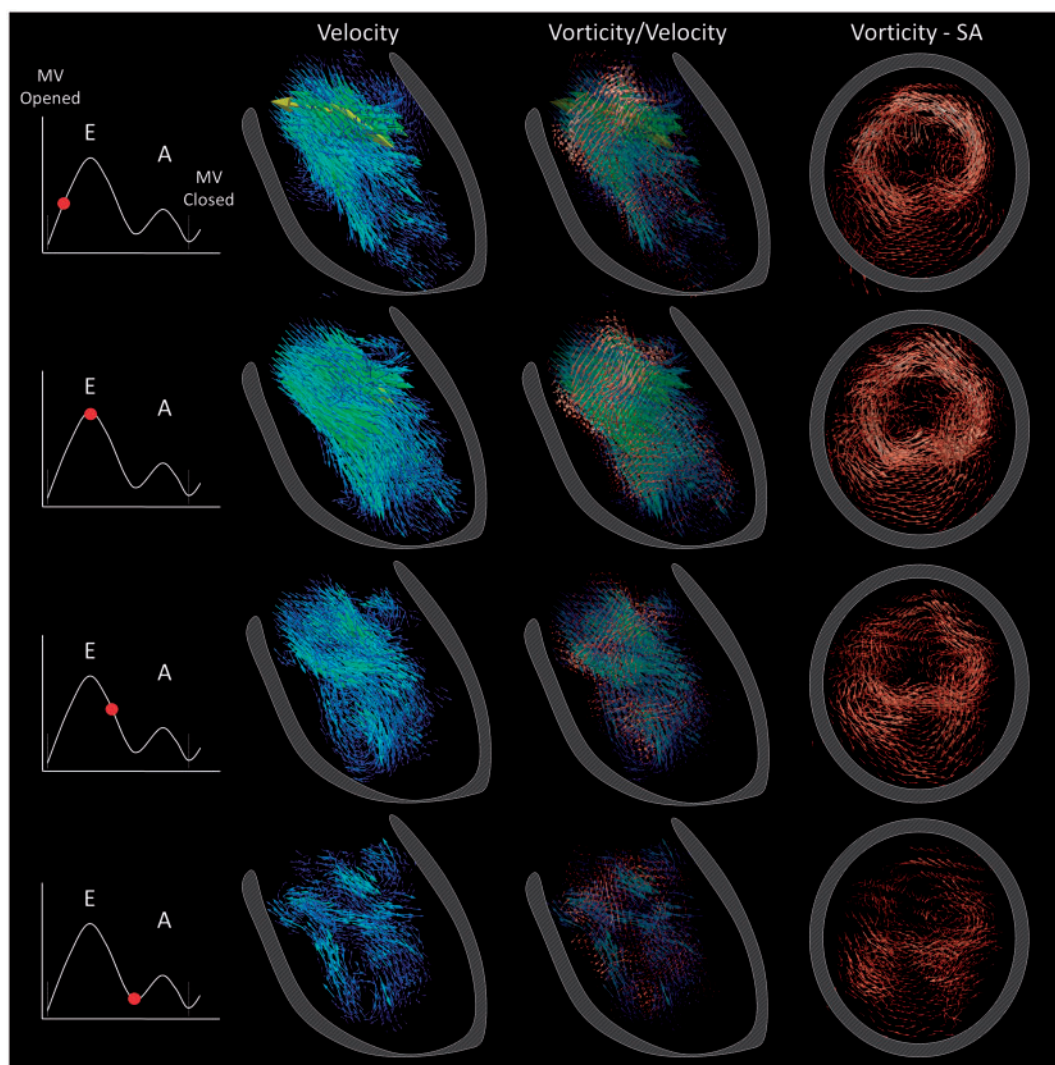 Velocity
Vorticity/Velocity
Vorticity - SA
MV
Opened
E
A
MV
Closed
E
A
E
A
E
A